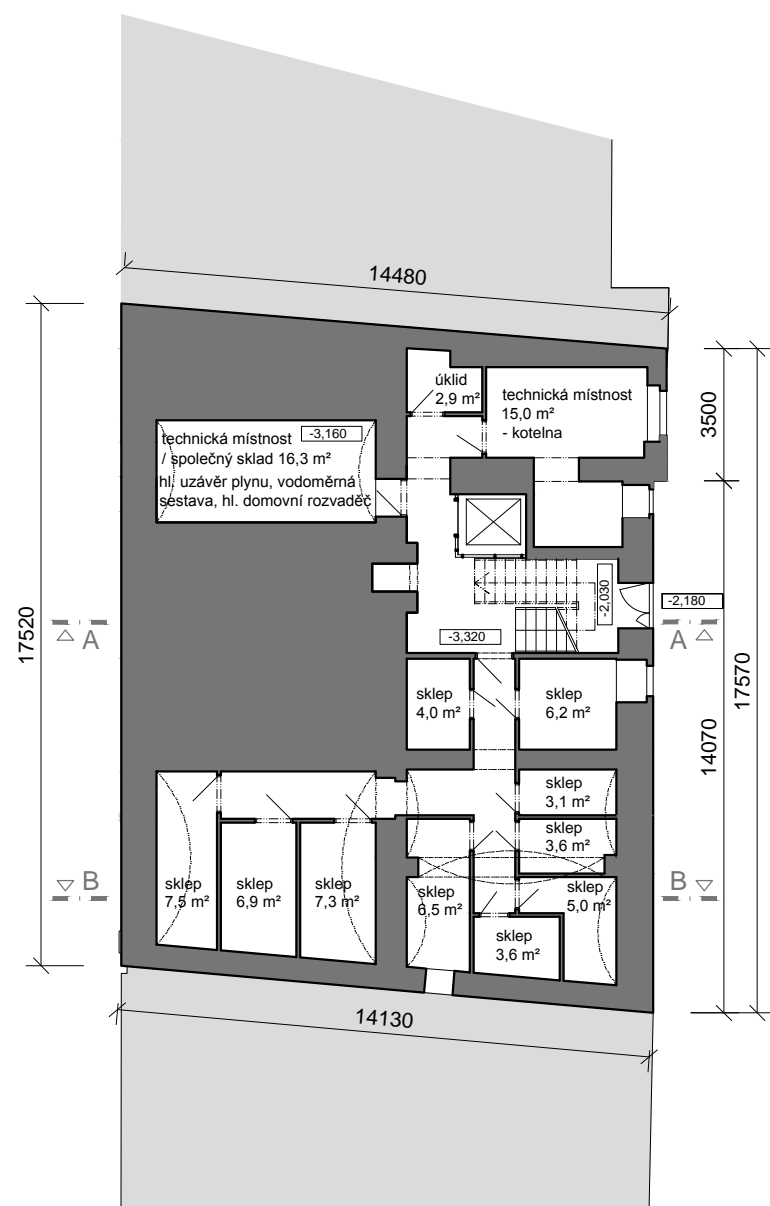 14480
úklid
2,9 m²
technická místnost
15,0 m²
- kotelna
3500
technická místnost -3,160
/ společný sklad 16,3 m²
hl. uzávěr plynu, vodoměrná
sestava, hl. domovní rozvaděč
17520
A
-3,320
-2,030
-2,180
A
17570
14070
sklep
4,0 m²
sklep
6,2 m²
sklep
3,1 m²
sklep
3,6 m²
B
sklep
7,5 m²
sklep
6,9 m²
sklep
7,3 m²
sklep
6,5 m²
sklep
5,0 m²
B
sklep
3,6 m²
14130